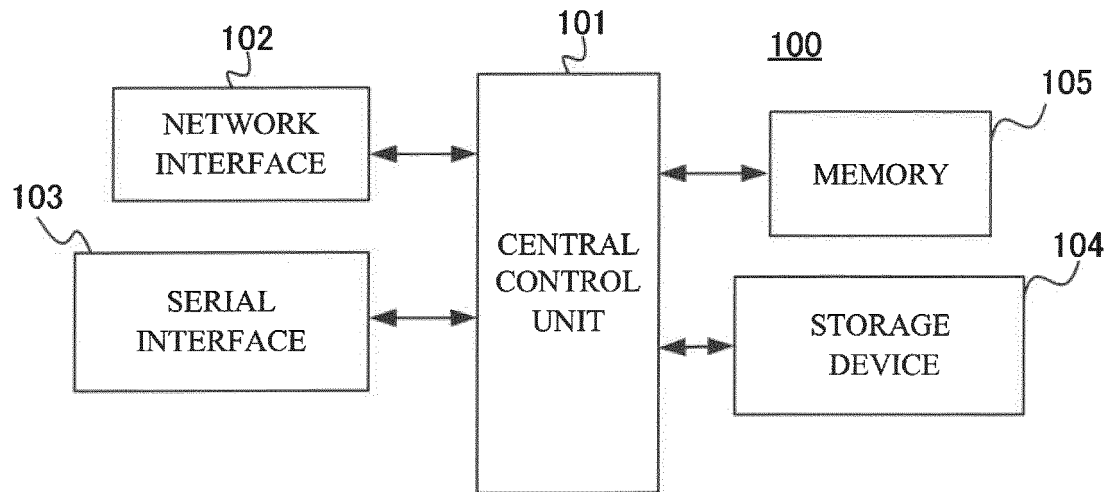 102
101
100
105
NETWORK
INTERFACE
MEMORY
103
CENTRAL
CONTROL
UNIT
104
SERIAL
INTERFACE
STORAGE
DEVICE